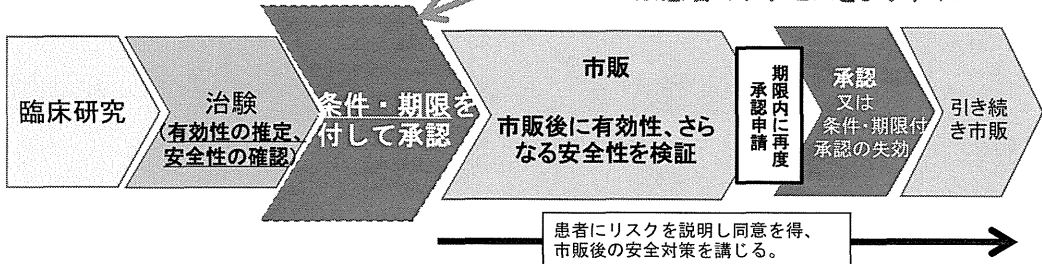 臨床研究
治験
(有効性の推定、
安全性の確認)
条件・期限を
付して承認
市販
市販後に有効性、さら
なる安全性を検証
期限内に再度
承認申請
承認
又は
条件・期限付
承認の失効
引き続
き市販
患者にリスクを説明し同意を得、
市販後の安全対策を講じる。